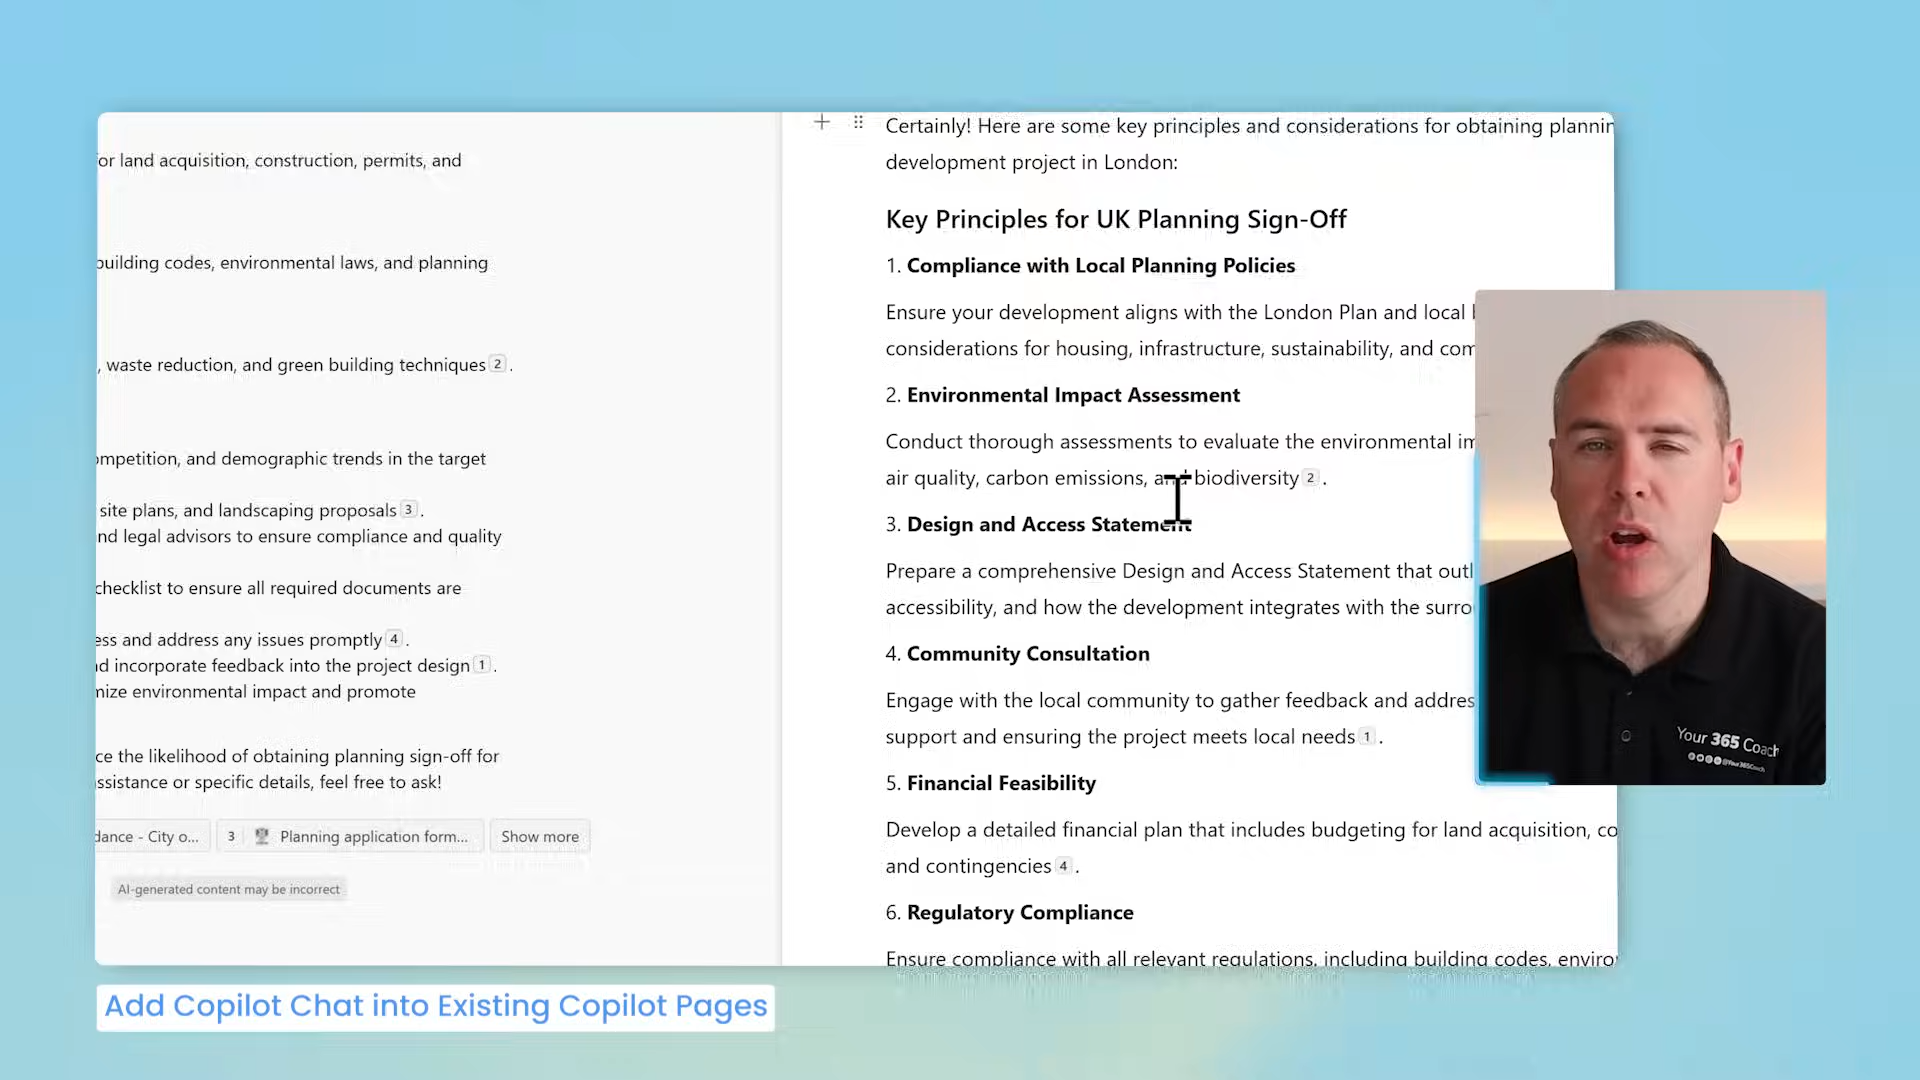 or land acquisition, construction, permits, and
building codes, environmental laws, and planning
, waste reduction, and green building techniques 2 .
ompetition, and demographic trends in the target
site plans, and landscaping proposals 3 .
nd legal advisors to ensure compliance and quality
checklist to ensure all required documents are
ess and address any issues promptly 4 .
nd incorporate feedback into the project design 1 .
mize environmental impact and promote
ce the likelihood of obtaining planning sign-off for
ssistance or specific details, feel free to ask!
dance - City o...
3 Planning application form...
Show more
AI-generated content may be incorrect
Certainly! Here are some key principles and considerations for obtaining plannin
development project in London:
Key Principles for UK Planning Sign-Off
1. Compliance with Local Planning Policies
Ensure your development aligns with the London Plan and local
considerations for housing, infrastructure, sustainability, and com
2. Environmental Impact Assessment
Conduct thorough assessments to evaluate the environmental im
air quality, carbon emissions, and biodiversity 2 .
3. Design and Access Statement
Prepare a comprehensive Design and Access Statement that outl
accessibility, and how the development integrates with the surro
4. Community Consultation
Engage with the local community to gather feedback and addres
support and ensuring the project meets local needs 1 .
5. Financial Feasibility
Develop a detailed financial plan that includes budgeting for land acquisition, co
and contingencies 4 .
6. Regulatory Compliance
Ensure compliance with all relevant regulations, including building codes, enviro
Your 365 Coach
@Your365Coach
Add Copilot Chat into Existing Copilot Pages